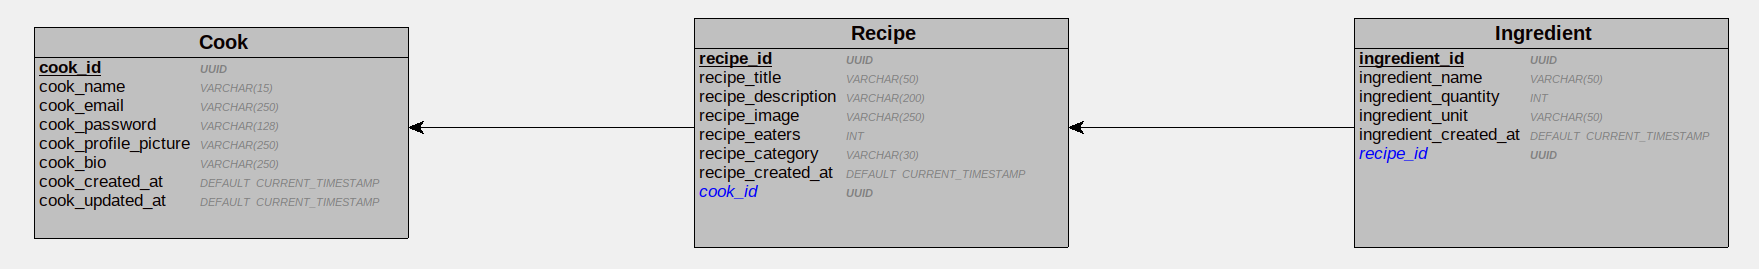 Cook
cook_id UUID
cook_name VARCHAR(15)
cook_email VARCHAR(250)
cook_password VARCHAR(128)
cook_profile_picture VARCHAR(250)
cook_bio VARCHAR(250)
cook_created_at DEFAULT CURRENT_TIMESTAMP
cook_updated_at DEFAULT CURRENT_TIMESTAMP
Recipe
recipe_id UUID
recipe_title VARCHAR(50)
recipe_description VARCHAR(200)
recipe_image VARCHAR(250)
recipe_eaters INT
recipe_category VARCHAR(30)
recipe_created_at DEFAULT CURRENT_TIMESTAMP
cook_id UUID
Ingredient
ingredient_id UUID
ingredient_name VARCHAR(50)
ingredient_quantity INT
ingredient_unit VARCHAR(50)
ingredient_created_at DEFAULT CURRENT_TIMESTAMP
recipe_id UUID